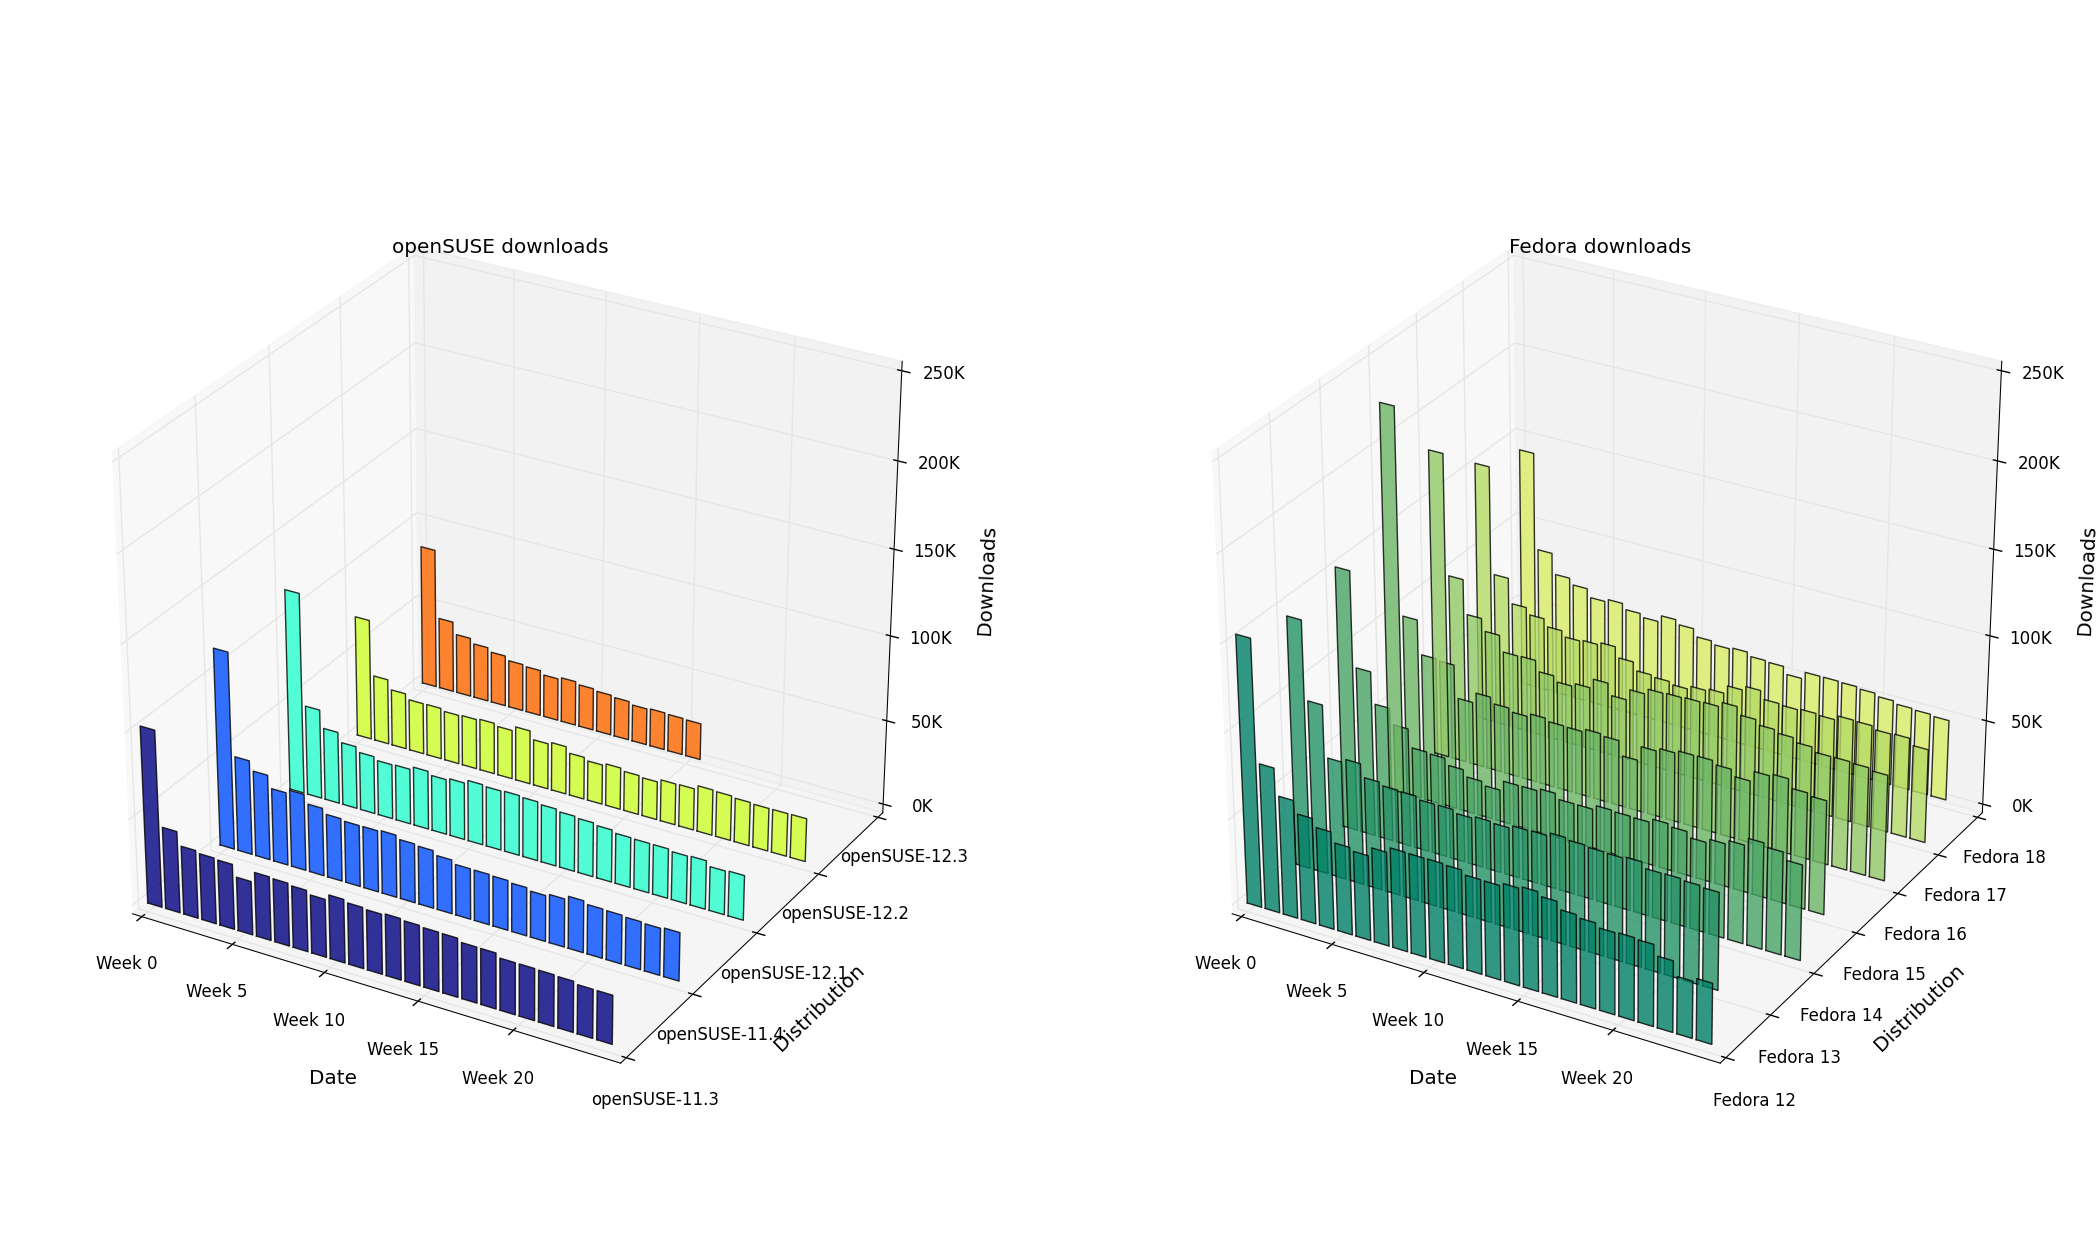 openSUSE downloads
250K
200K
150K
100K
50K
0K
Downloads
Week 0
Week 5
Week 10
Week 15
Week 20
Date
openSUSE-12.3
openSUSE-12.2
openSUSE-12.1
openSUSE-11.4
openSUSE-11.3
Distribution
Fedora downloads
250K
200K
150K
100K
50K
0K
Downloads
Week 0
Week 5
Week 10
Week 15
Week 20
Date
Fedora 18
Fedora 17
Fedora 16
Fedora 15
Fedora 14
Fedora 13
Fedora 12
Distribution